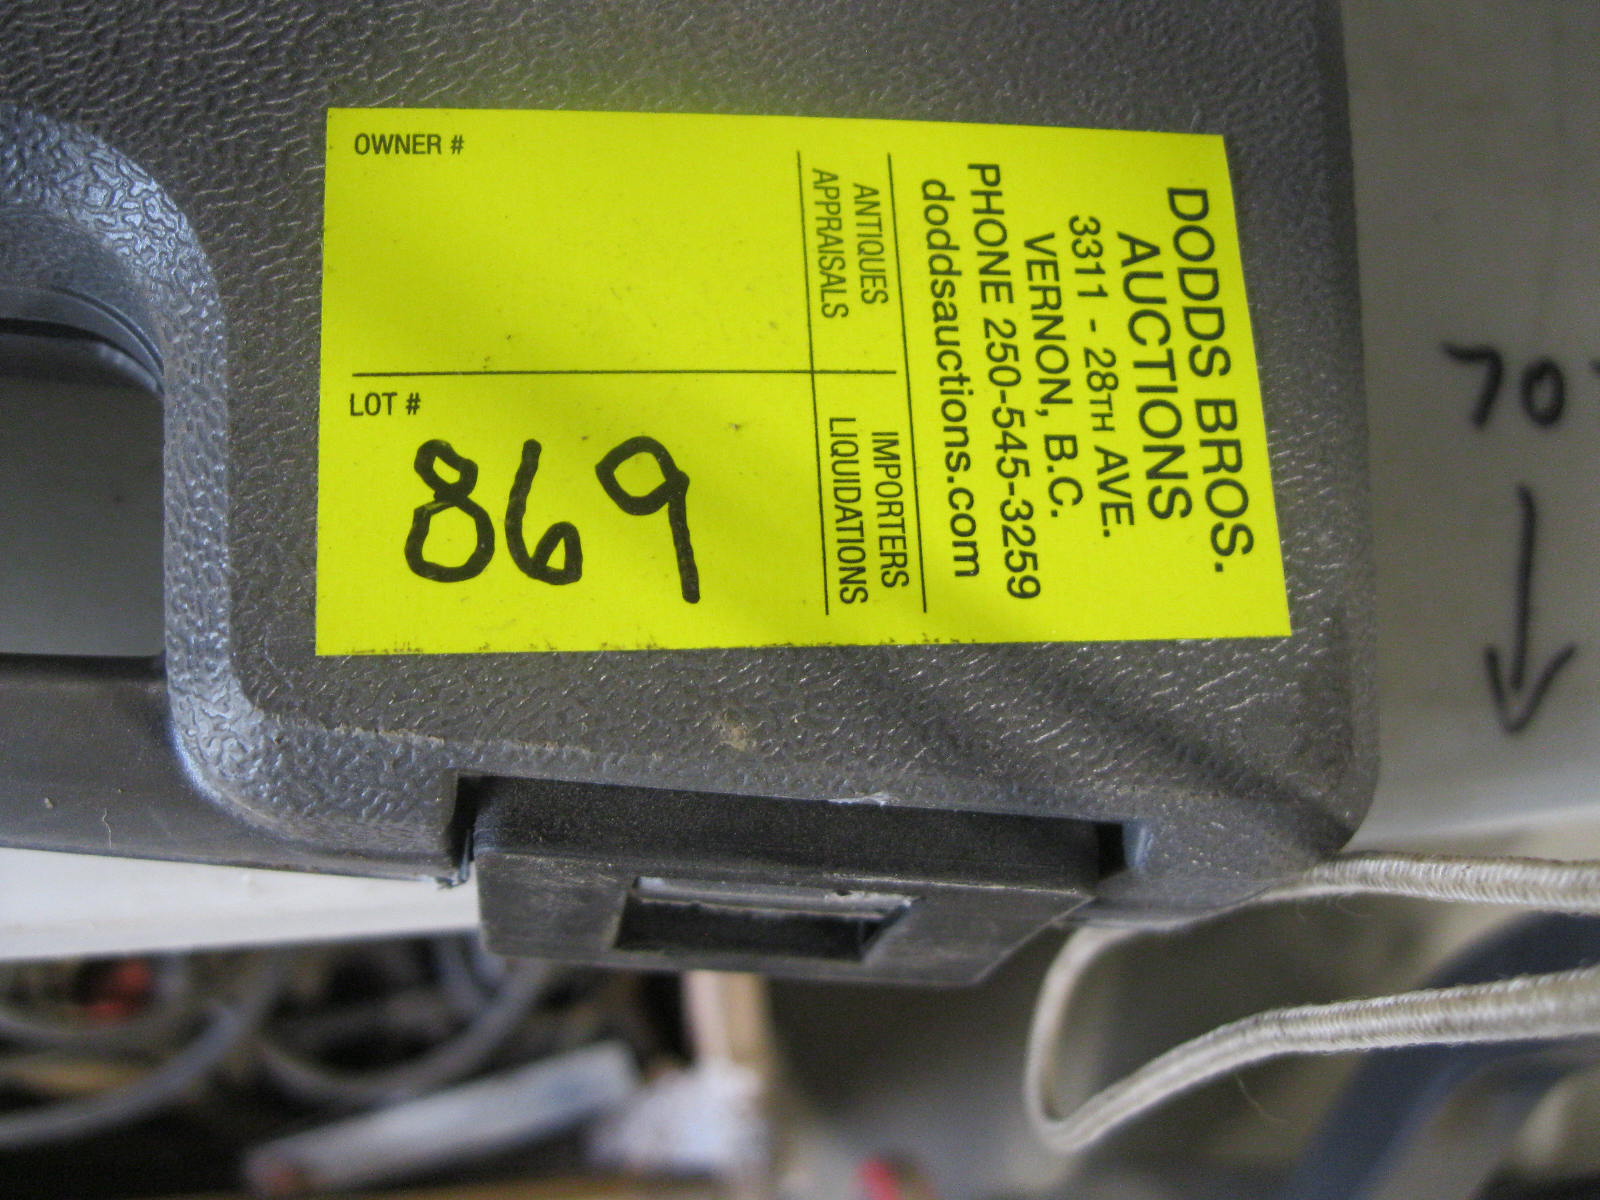 DODDS BROS.
AUCTIONS
3311 - 28TH AVE.
VERNON, B.C.
PHONE 250-545-3259
doddsauctions.com
ANTIQUES
APPRAISALS
IMPORTERS
LIQUIDATIONS
OWNER #
LOT #
869
70